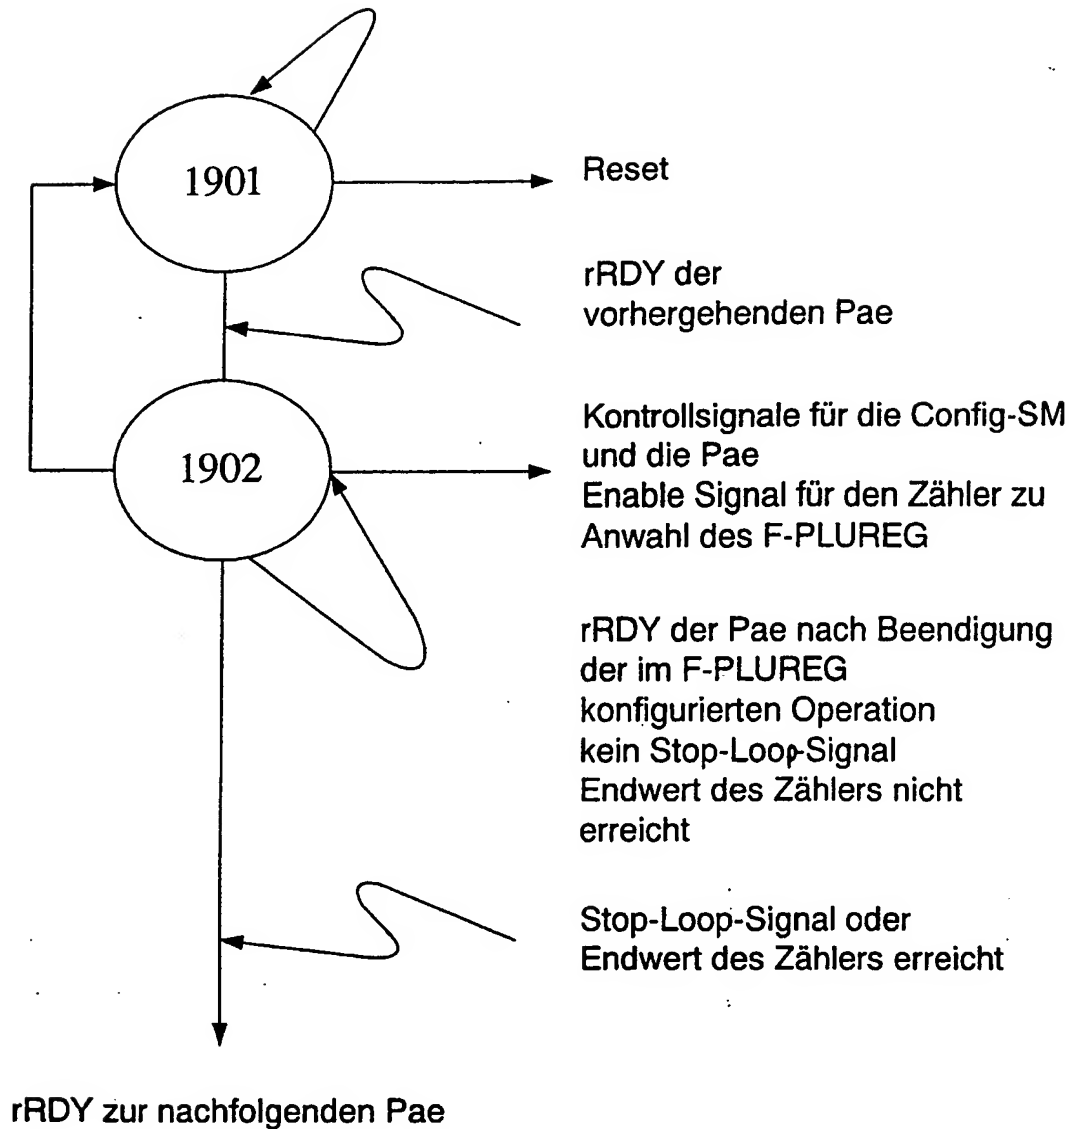 1901
Reset
rRDY der
vorhergehenden Pae
1902
Kontrollsignale für die Config-SM
und die Pae
Enable Signal für den Zähler zu
Anwahl des F-PLUREG
rRDY der Pae nach Beendigung
der im F-PLUREG
konfigurierten Operation
kein Stop-Loop-Signal
Endwert des Zählers nicht
erreicht
Stop-Loop-Signal oder
Endwert des Zählers erreicht
rRDY zur nachfolgenden Pae